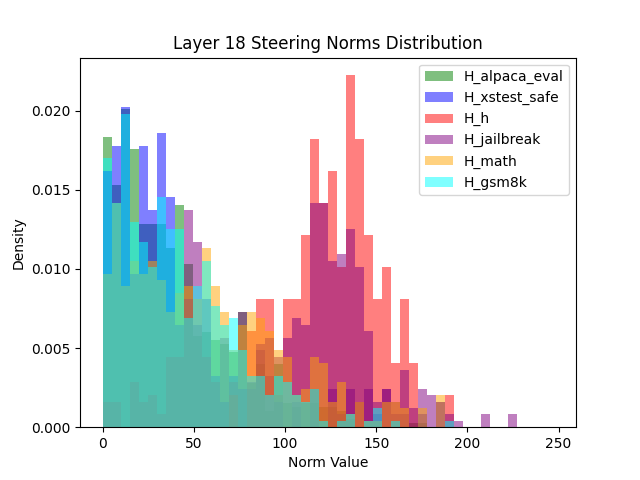 Layer 18 Steering Norms Distribution
H_alpaca_eval
H_xstest_safe
H_h
H_jailbreak
H_math
H_gsm8k
0.020
0.015
0.010
0.005
0.000
Density
0 50 100 150 200 250
Norm Value